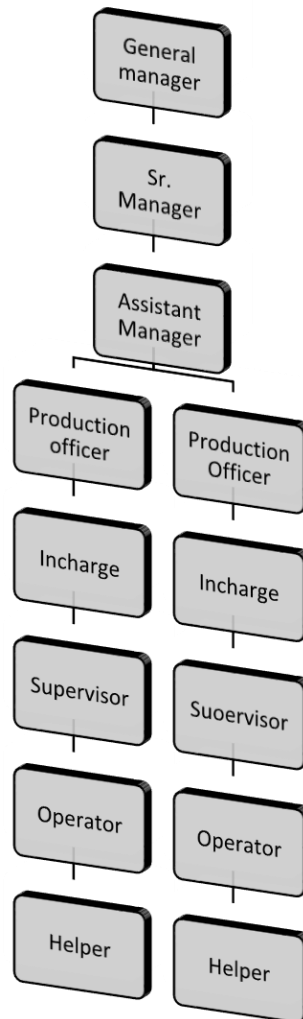 General
manager
Sr.
Manager
Assistant
Manager
Production
officer
Production
Officer
Incharge
Incharge
Supervisor
Suoervisor
Operator
Operator
Helper
Helper